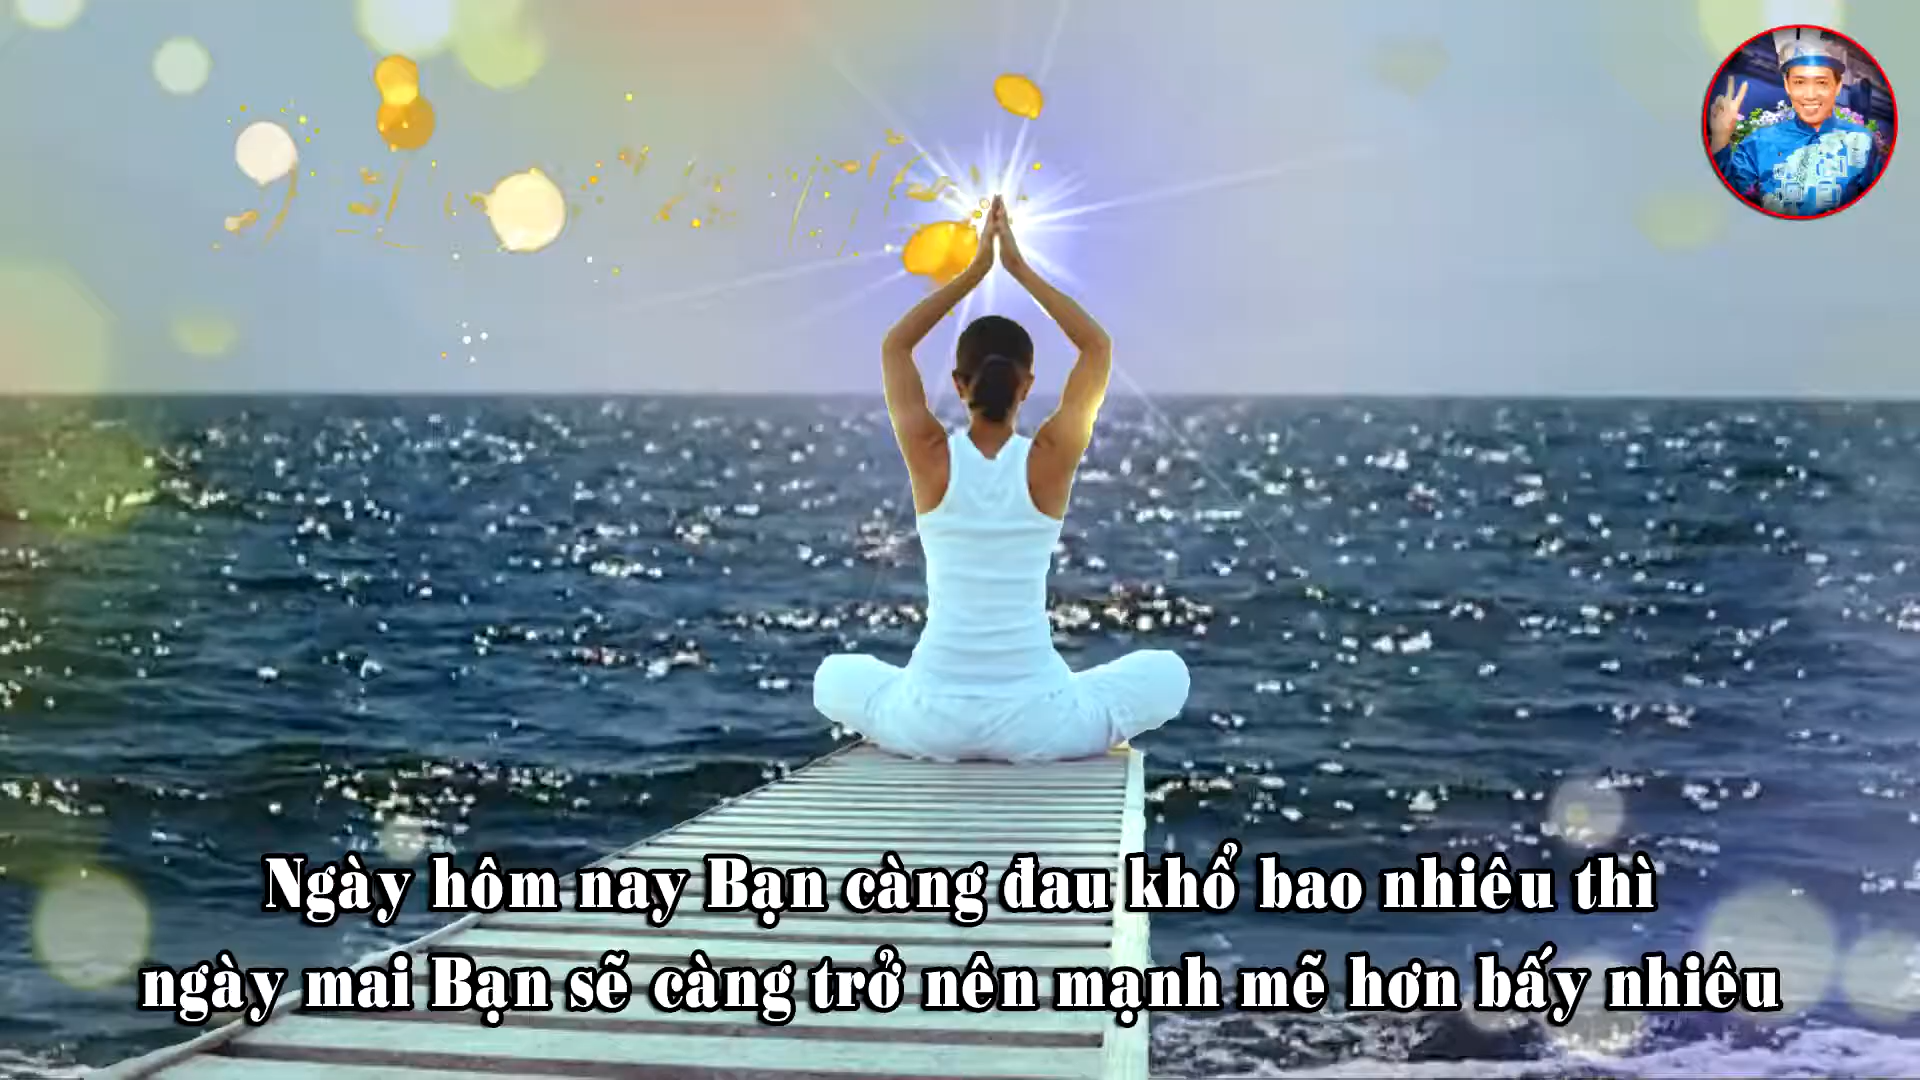 Ngày hôm nay Bạn càng đau khổ bao nhiêu thì
ngày mai Bạn sẽ càng trở nên mạnh mẽ hơn bấy nhiêu